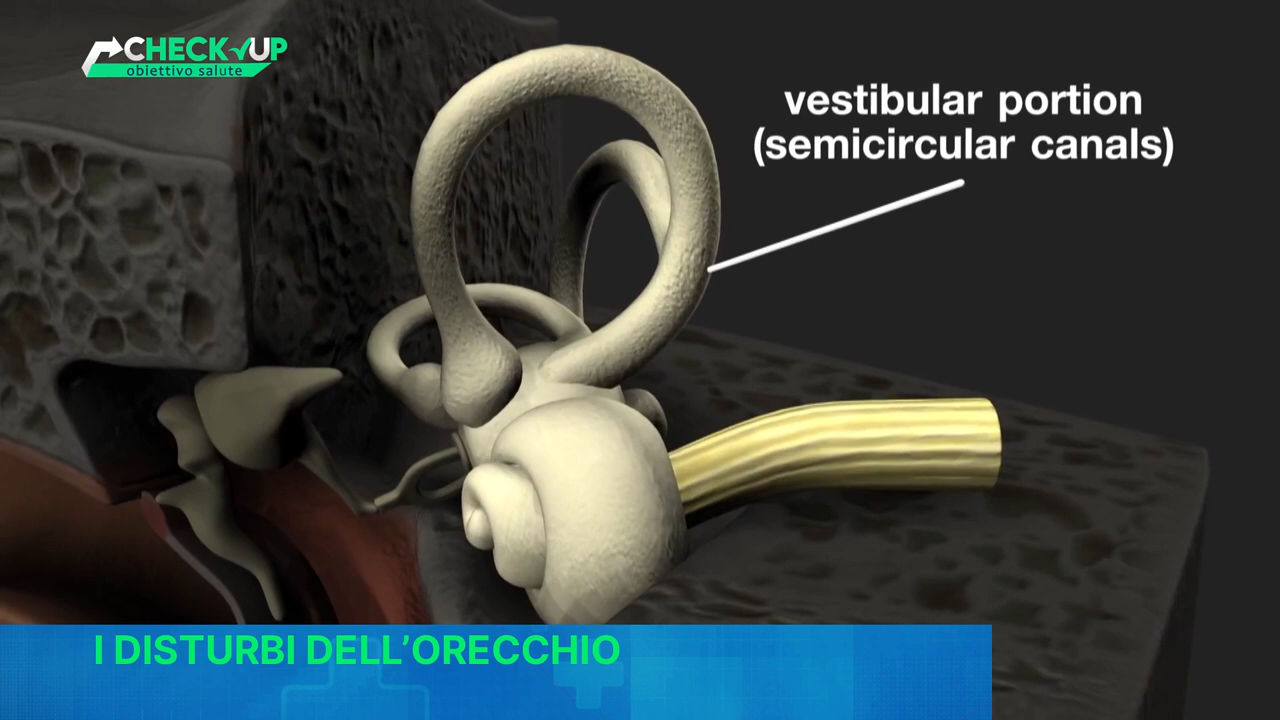 CHECK UP
obiettivo salute
vestibular portion
(semicircular canals)
I DISTURBI DELL'ORECCHIO